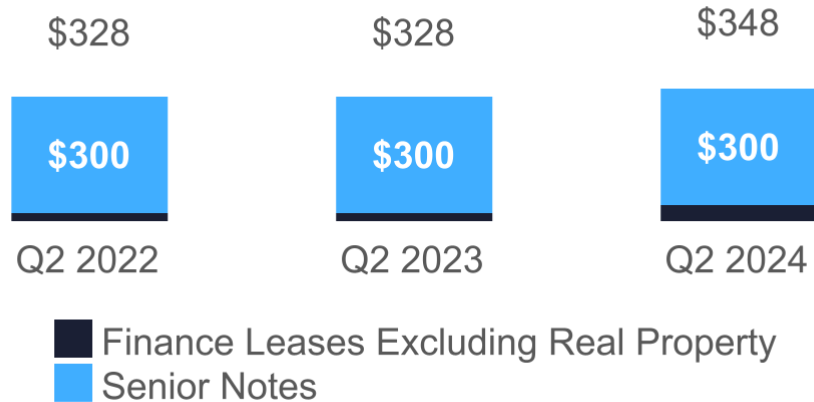 $328 $328 $348
$300 $300 $300
Q2 2022 Q2 2023 Q2 2024
Finance Leases Excluding Real Property
Senior Notes